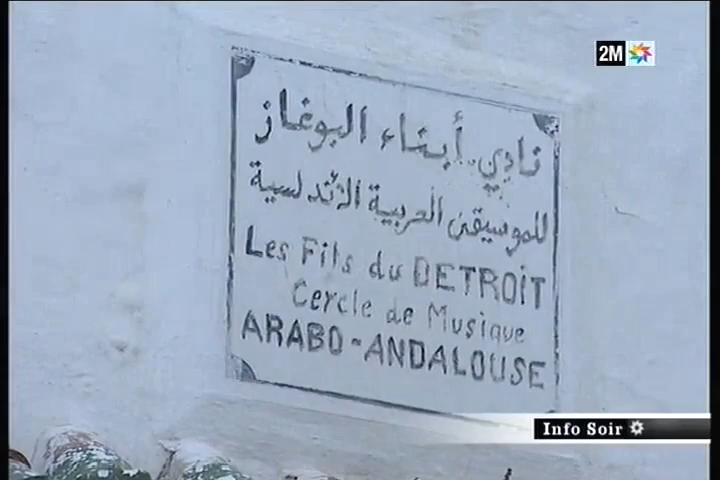 2M
نادي أبناء البوغاز
للموسيقى العربية الأندلسية
Les Fils du DETROiT
Cercle de Musique
ARABO-ANDALOUSE
Info Soir